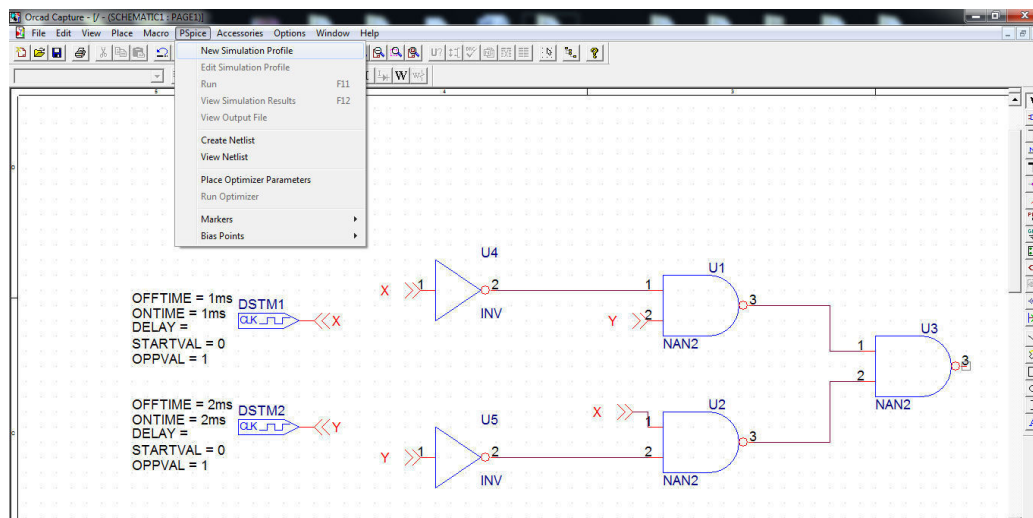 Orcad Capture - [/ - (SCHEMATIC1 : PAGE1)]
File Edit View Place Macro PSpice Accessories Options Window Help
New Simulation Profile
Edit Simulation Profile
Run F11
View Simulation Results F12
View Output File
Create Netlist
View Netlist
Place Optimizer Parameters
Run Optimizer
Markers
Bias Points
U?
W
5 4 3
U4
X 1 2
INV
U1
1
Y 2 3
NAN2
OFFTIME = 1ms DSTM1
ONTIME = 1ms CLK X
DELAY =
STARTVAL = 0
OPPVAL = 1
U3
1
2 3
NAN2
OFFTIME = 2ms DSTM2
ONTIME = 2ms CLK Y
DELAY =
STARTVAL = 0
OPPVAL = 1
U5
Y 1 2
INV
U2
X 1
2 3
NAN2